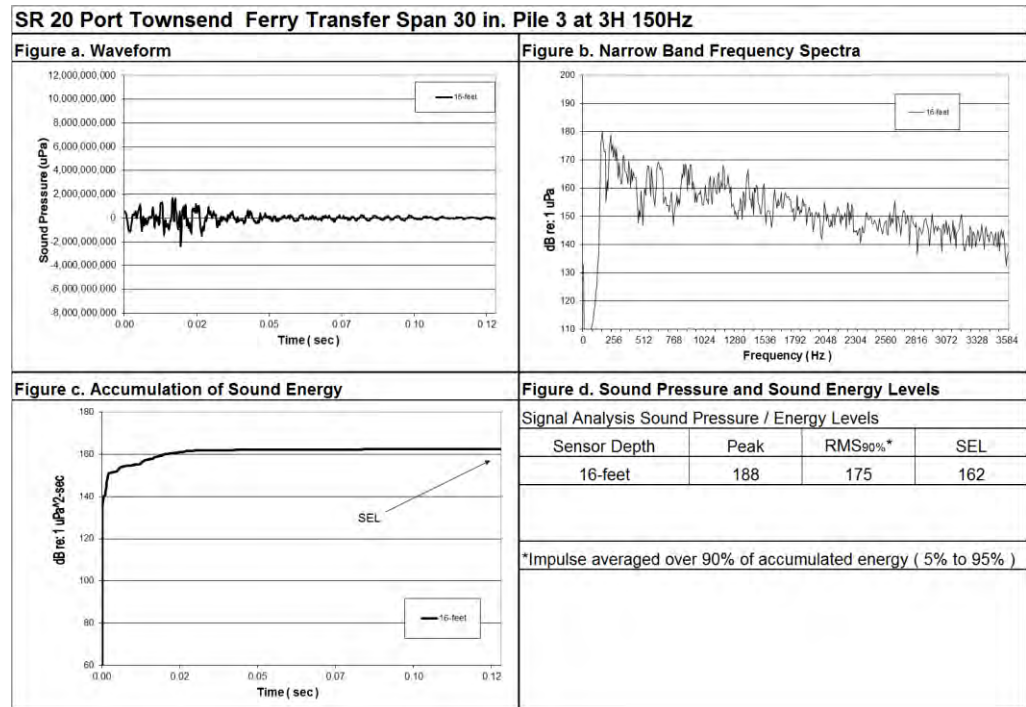 SR 20 Port Townsend Ferry Transfer Span 30 in. Pile 3 at 3H 150Hz
Figure a. Waveform
12,000,000,000
10,000,000,000
8,000,000,000
6,000,000,000
4,000,000,000
2,000,000,000
0
-2,000,000,000
-4,000,000,000
-6,000,000,000
-8,000,000,000
Sound Pressure (uPa)
16-feet
0.00 0.02 0.05 0.07 0.10 0.12
Time ( sec )
Figure b. Narrow Band Frequency Spectra
200
190
180
170
160
150
140
130
120
110
dB re: 1 uPa
16-feet
0 256 512 768 1024 1280 1536 1792 2048 2304 2560 2816 3072 3328 3584
Frequency ( Hz )
Figure c. Accumulation of Sound Energy
180
160
140
120
100
80
60
dB re: 1 uPa^2-sec
SEL
16-feet
0.00 0.02 0.05 0.07 0.10 0.12
Time ( sec )
Figure d. Sound Pressure and Sound Energy Levels
Signal Analysis Sound Pressure / Energy Levels
Sensor Depth Peak RMS90%* SEL
16-feet 188 175 162
*Impulse averaged over 90% of accumulated energy ( 5% to 95% )